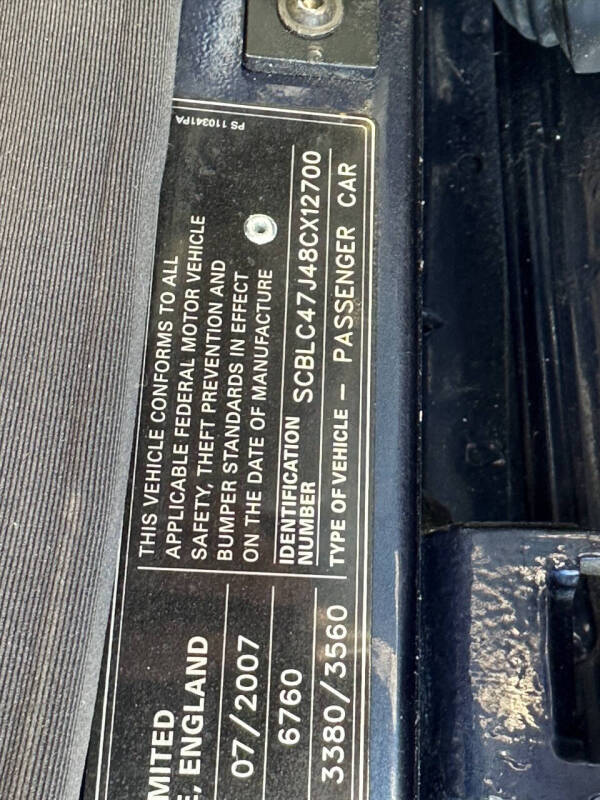 PS 110341PA
THIS VEHICLE CONFORMS TO ALL
APPLICABLE FEDERAL MOTOR VEHICLE
SAFETY, THEFT PREVENTION AND
BUMPER STANDARDS IN EFFECT
ON THE DATE OF MANUFACTURE
IDENTIFICATION
NUMBER SCBLC47J48CX12700
TYPE OF VEHICLE – PASSENGER CAR
MITED
E, ENGLAND
07/2007
6760
3380/3560